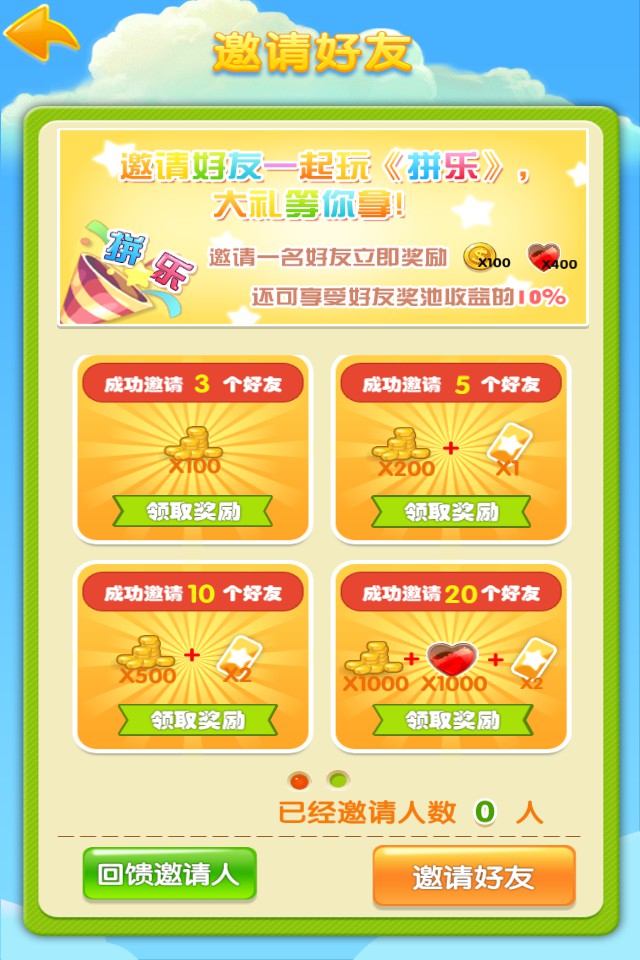 邀请好友
邀请好友一起玩《拼乐》，
大礼等你拿！
拼乐
邀请一名好友立即奖励 X100 X400
还可享受好友奖池收益的10%
成功邀请 3 个好友
X100
领取奖励
成功邀请 5 个好友
X200 + X1
领取奖励
成功邀请 10 个好友
X500 + X2
领取奖励
成功邀请 20 个好友
X1000 + X1000 + X2
领取奖励
已经邀请人数 0 人
回馈邀请人
邀请好友